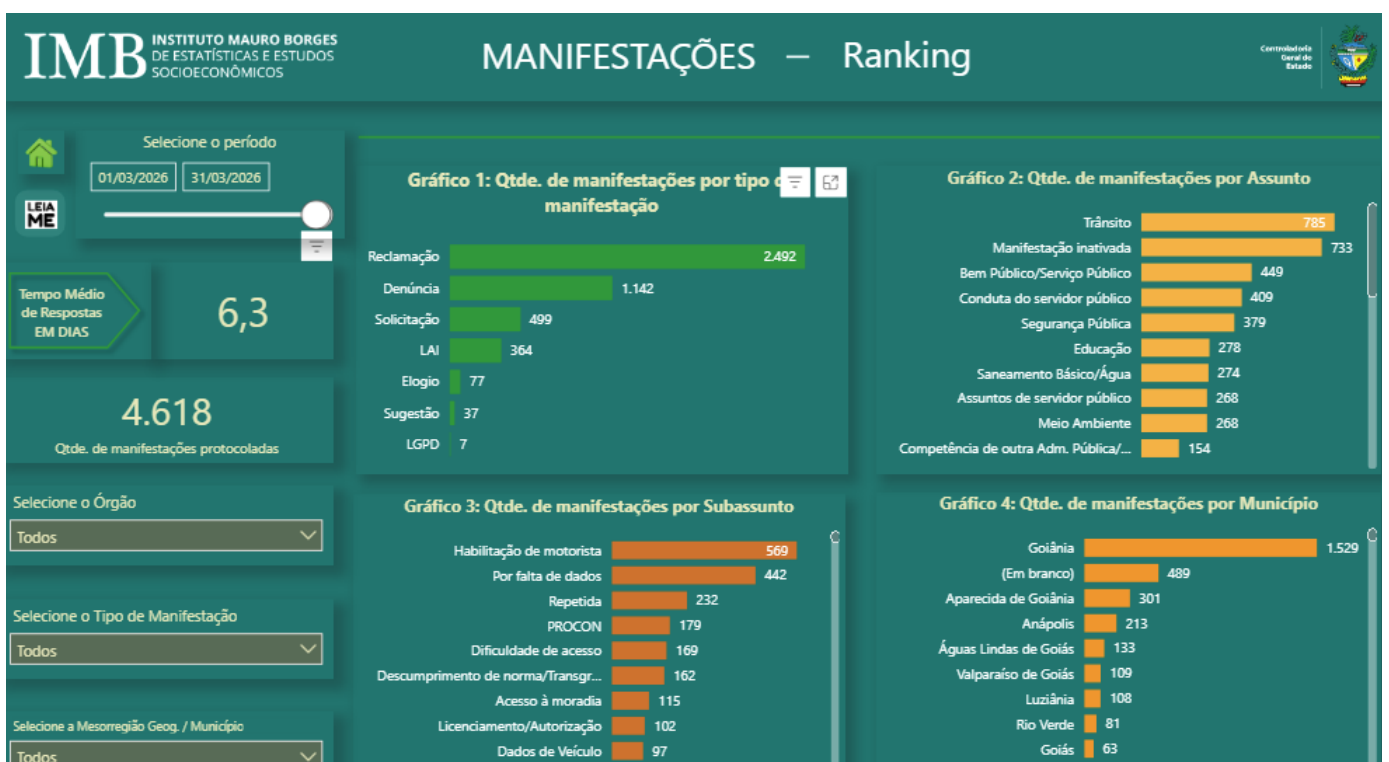 IMB
INSTITUTO MAURO BORGES
DE ESTATÍSTICAS E ESTUDOS
SOCIOECONÔMICOS
MANIFESTAÇÕES – Ranking
Controladoria
Geral do
Estado
LEIA
ME
Selecione o período
01/03/2026 31/03/2026
Tempo Médio
de Respostas
EM DIAS
6,3
4.618
Qtde. de manifestações protocoladas
Selecione o Órgão
Todos
Selecione o Tipo de Manifestação
Todos
Selecione a Mesorregião Geog. / Município
Todos
Gráfico 1: Qtde. de manifestações por tipo
manifestação
Reclamação 2.492
Denúncia 1.142
Solicitação 499
LAI 364
Elogio 77
Sugestão 37
LGPD 7
Gráfico 2: Qtde. de manifestações por Assunto
Trânsito 785
Manifestação inativada 733
Bem Público/Serviço Público 449
Conduta do servidor público 409
Segurança Pública 379
Educação 278
Saneamento Básico/Água 274
Assuntos de servidor público 268
Meio Ambiente 268
Competência de outra Adm. Pública/... 154
Gráfico 3: Qtde. de manifestações por Subassunto
Habilitação de motorista 569
Por falta de dados 442
Repetida 232
PROCON 179
Dificuldade de acesso 169
Descumprimento de norma/Transgr... 162
Acesso à moradia 115
Licenciamento/Autorização 102
Dados de Veículo 97
Gráfico 4: Qtde. de manifestações por Município
Goiânia 1.529
(Em branco) 489
Aparecida de Goiânia 301
Anápolis 213
Águas Lindas de Goiás 133
Valparaíso de Goiás 109
Luziânia 108
Rio Verde 81
Goiás 63